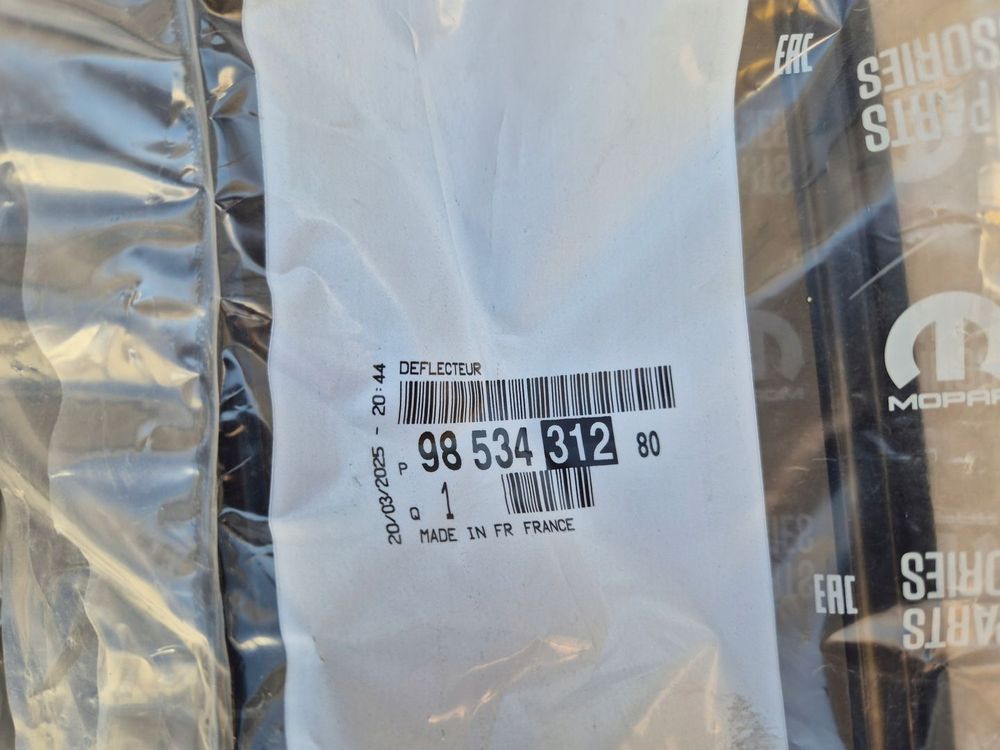 EAC
SORIES
PARTS
DEFLECTEUR
20/03/2025 - 20:44
P 98 534 312 80
Q 1
MADE IN FR FRANCE
MOPAR
EAC
SORIES
PARTS